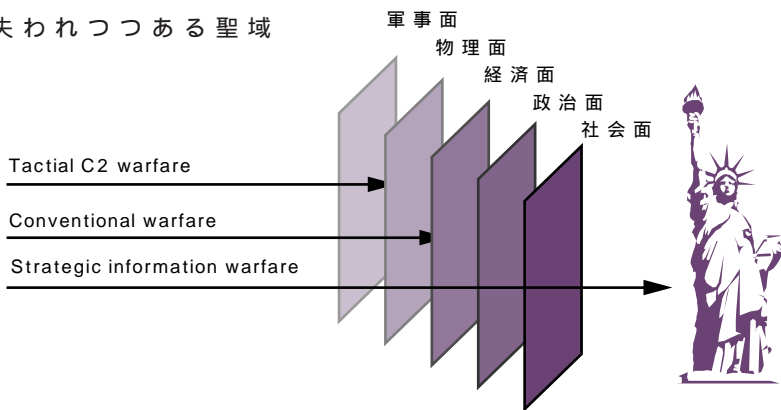 失われつつある聖域
軍事面
物理面
経済面
政治面
社会面
Tactial C2 warfare
Conventional warfare
Strategic information warfare